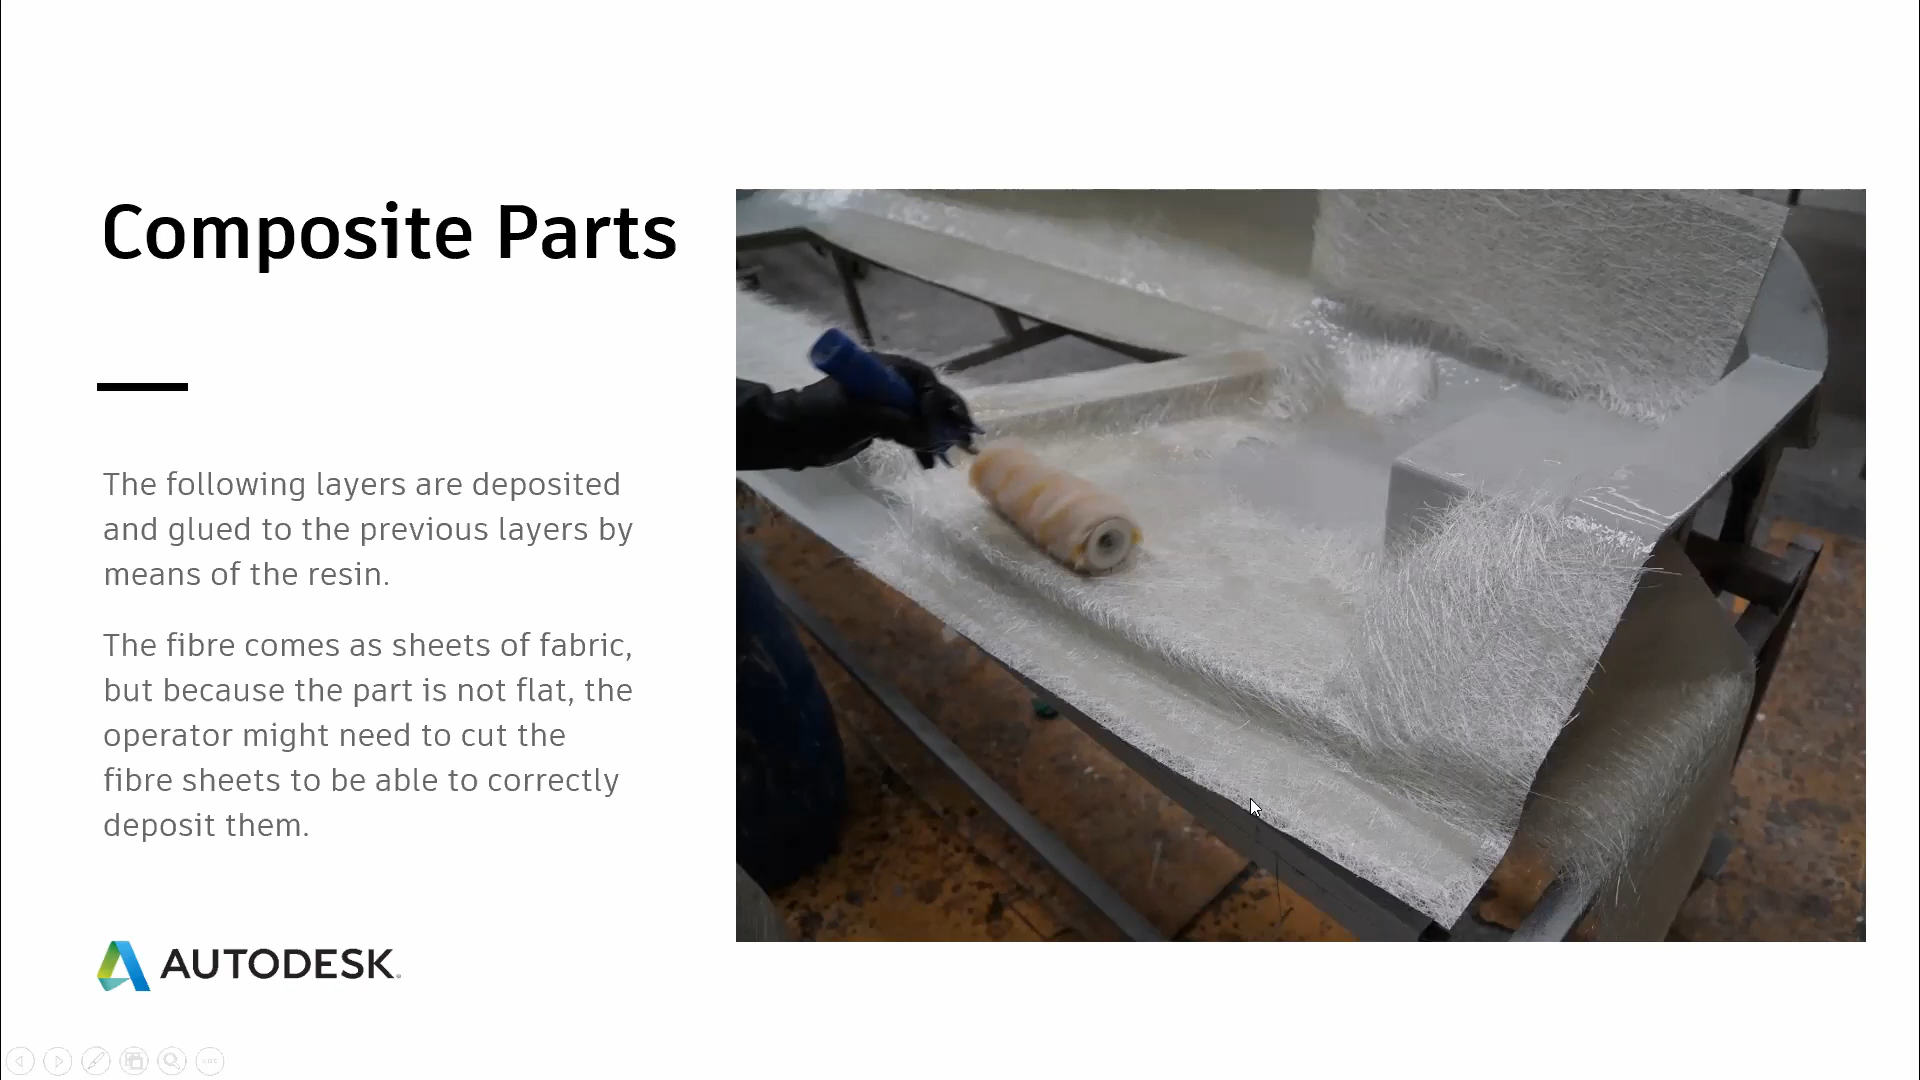 Composite Parts
The following layers are deposited
and glued to the previous layers by
means of the resin.
The fibre comes as sheets of fabric,
but because the part is not flat, the
operator might need to cut the
fibre sheets to be able to correctly
deposit them.
AUTODESK.